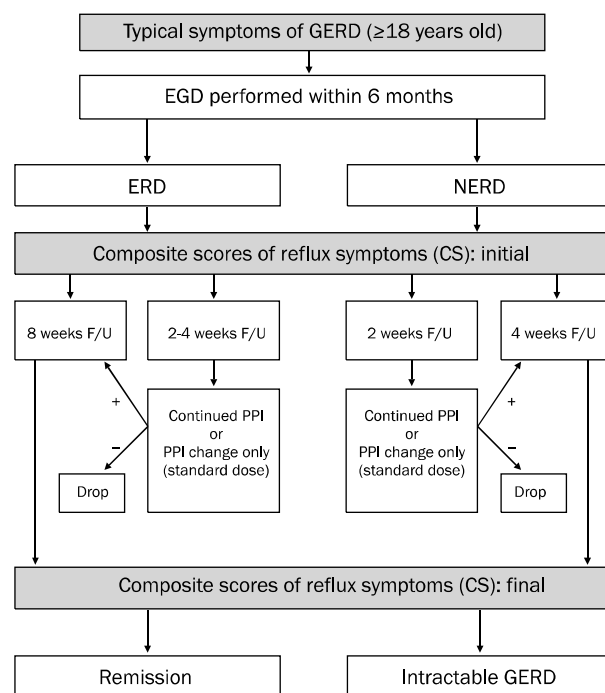 Typical symptoms of GERD (≥18 years old)
EGD performed within 6 months
ERD
NERD
Composite scores of reflux symptoms (CS): initial
8 weeks F/U
2-4 weeks F/U
2 weeks F/U
4 weeks F/U
+
−
Continued PPI
or
PPI change only
(standard dose)
Continued PPI
or
PPI change only
(standard dose)
+
−
Drop
Drop
Composite scores of reflux symptoms (CS): final
Remission
Intractable GERD